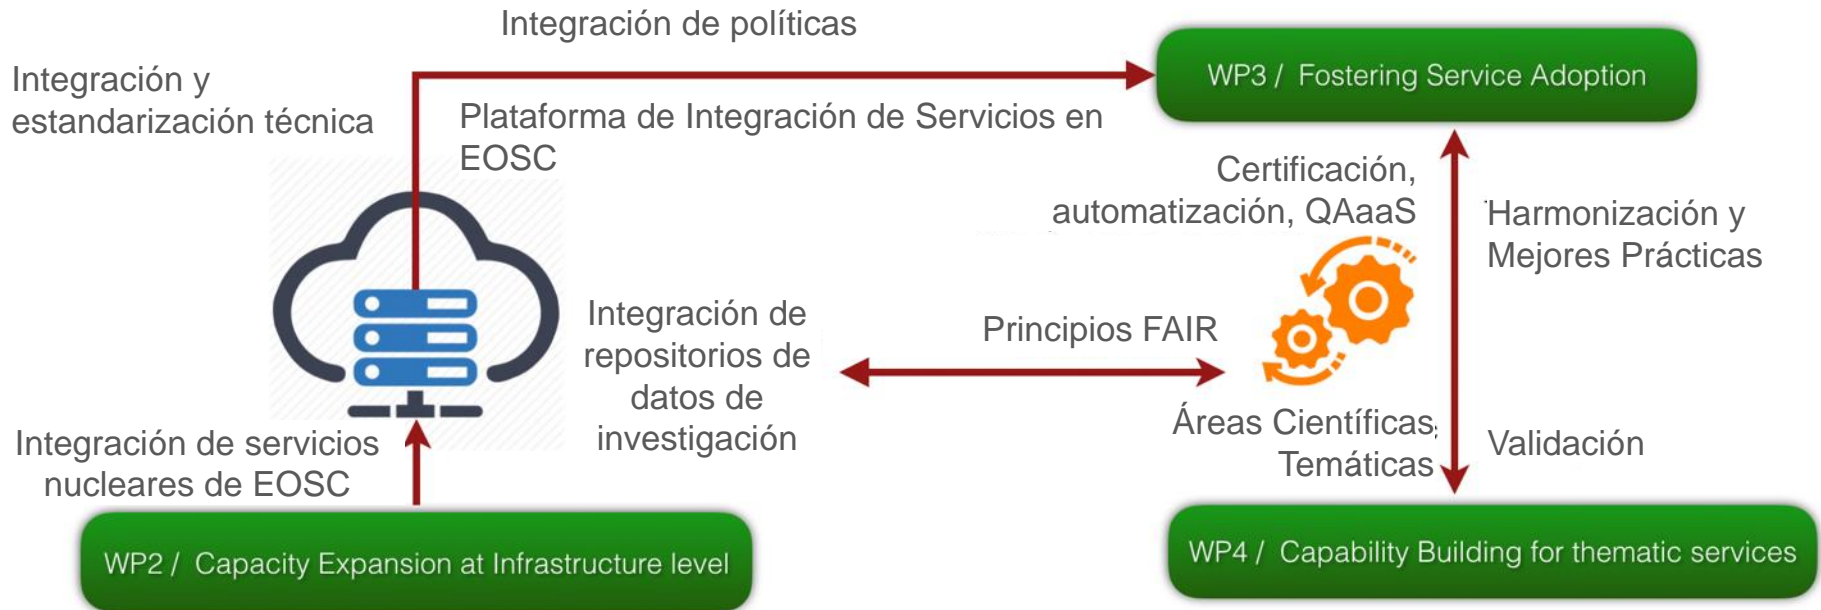 Integración de políticas
WP3 / Fostering Service Adoption
Integración y
estandarización técnica
Plataforma de Integración de Servicios en
EOSC
Certificación,
automatización, QAaaS
Harmonización y
Mejores Prácticas
Integración de
repositorios de
datos de
investigación
Principios FAIR
Áreas Científicas
Temáticas
Validación
Integración de servicios
nucleares de EOSC
WP2 / Capacity Expansion at Infrastructure level
WP4 / Capability Building for thematic services